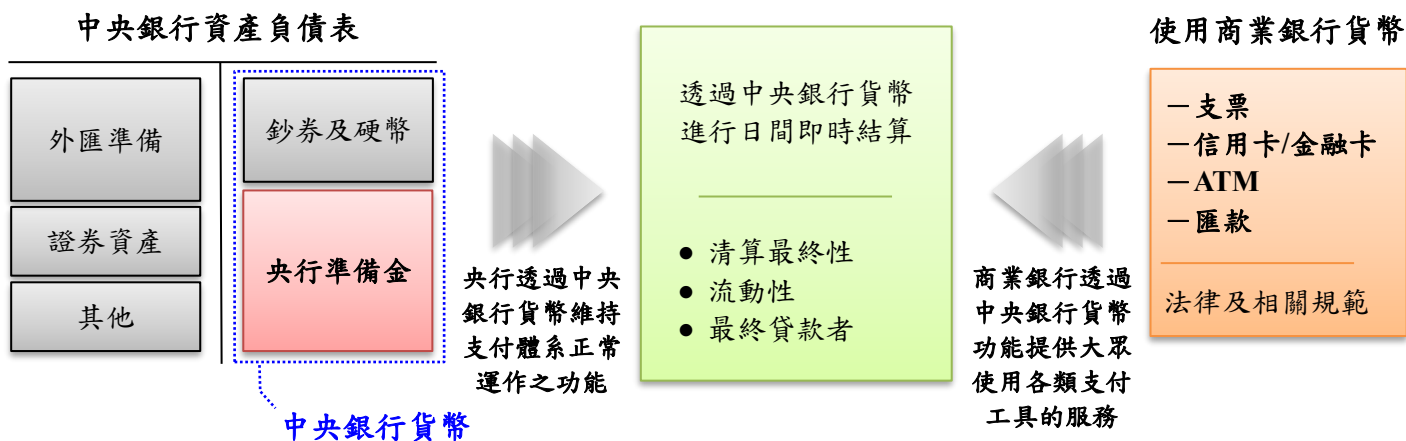 中央銀行資產負債表
外匯準備
證券資產
其他
鈔券及硬幣
央行準備金
中央銀行貨幣
央行透過中央
銀行貨幣維持
支付體系正常
運作之功能
透過中央銀行貨幣
進行日間即時結算
● 清算最終性
● 流動性
● 最終貸款者
商業銀行透過
中央銀行貨幣
功能提供大眾
使用各類支付
工具的服務
使用商業銀行貨幣
－支票
－信用卡/金融卡
－ATM
－匯款
法律及相關規範